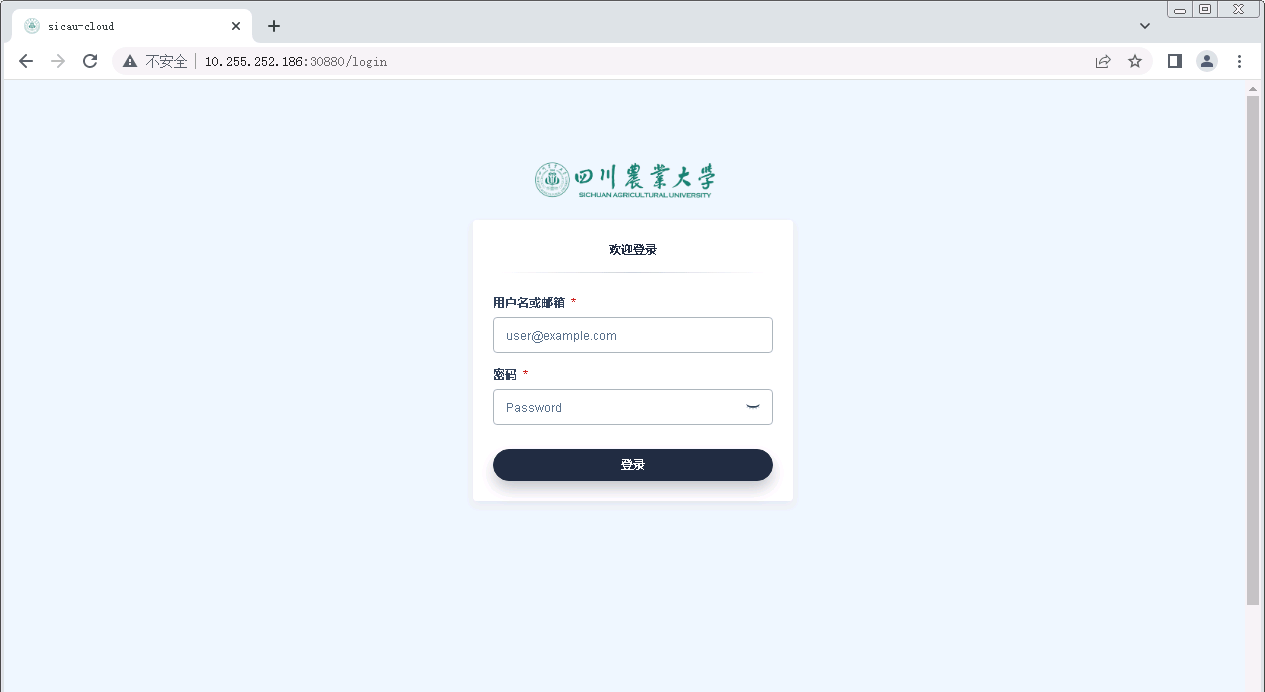 sicau-cloud
不安全 10.255.252.186:30880/login
四川農業大学
SICHUAN AGRICULTURAL UNIVERSITY
欢迎登录
用户名或邮箱 *
user@example.com
密码 *
Password
登录